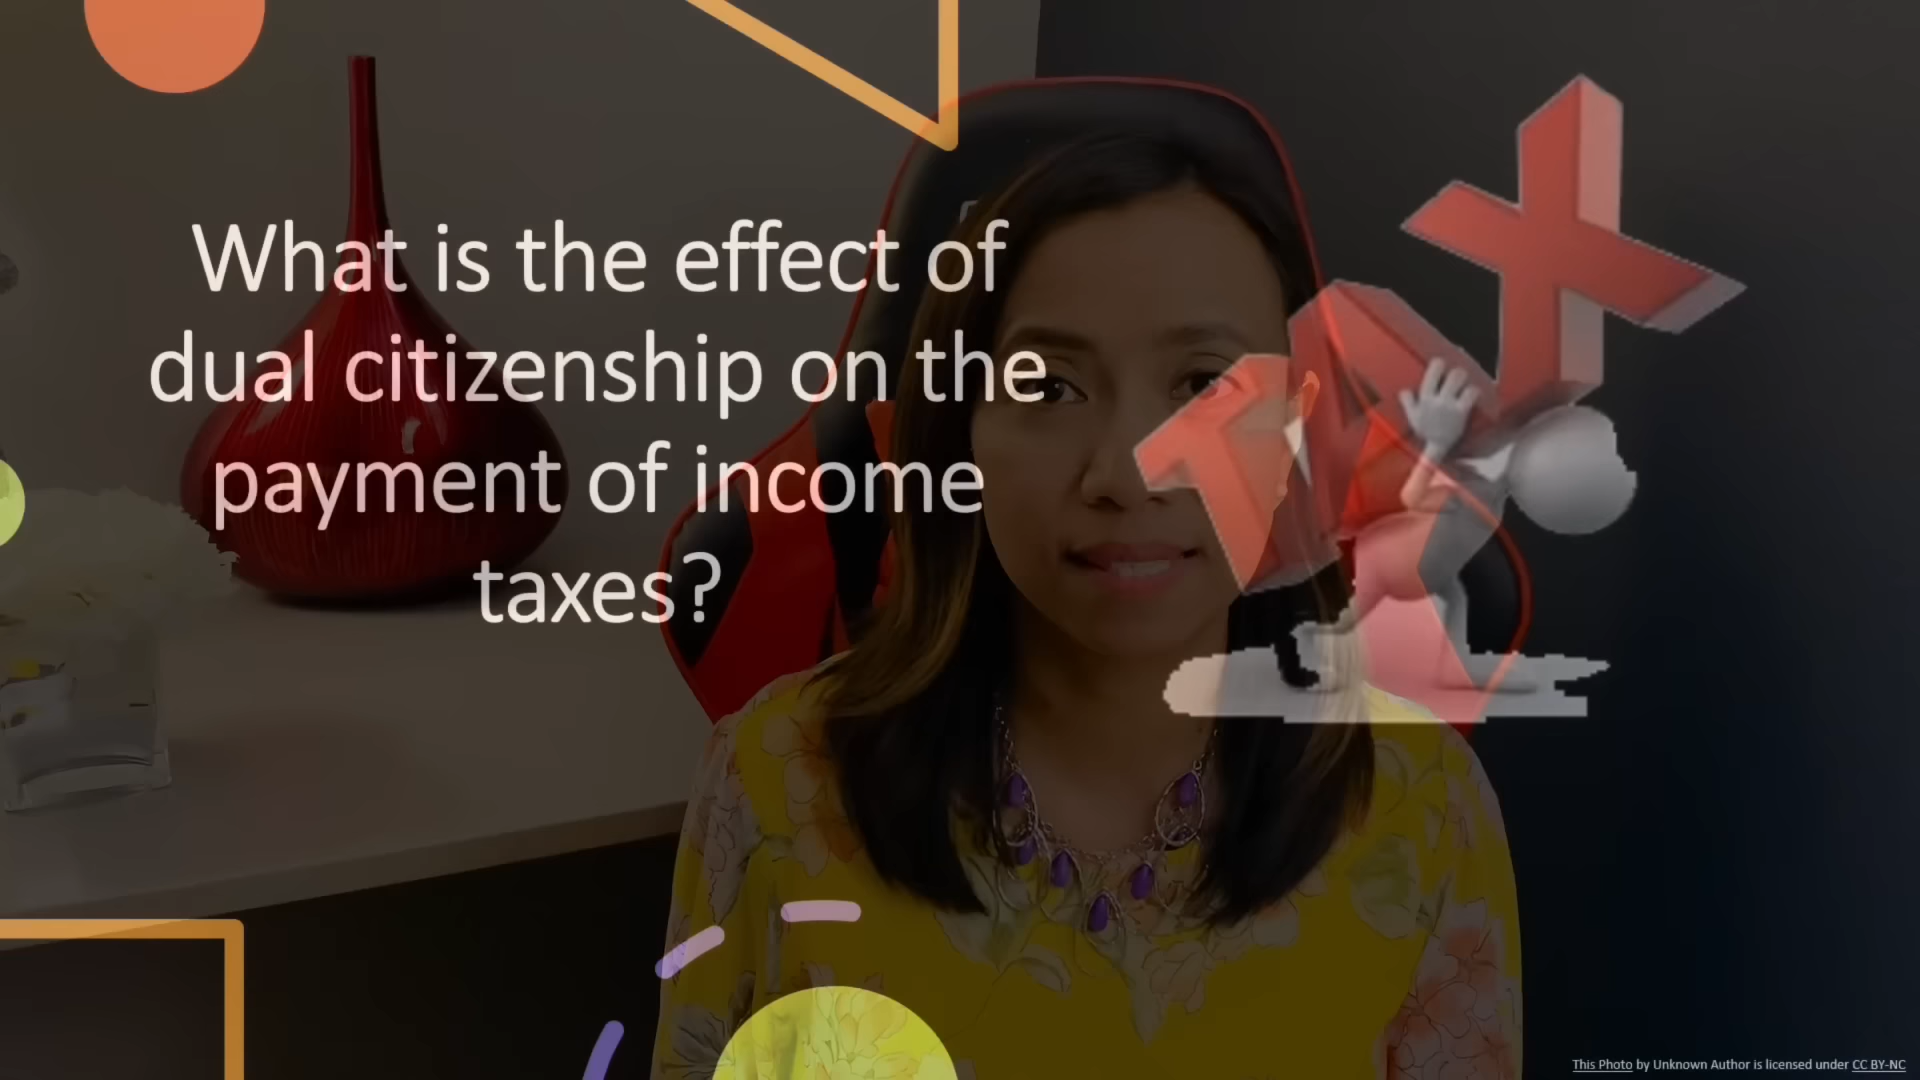 What is the effect of
dual citizenship on the
payment of income
taxes?
TAX
This Photo by Unknown Author is licensed under CC BY-NC